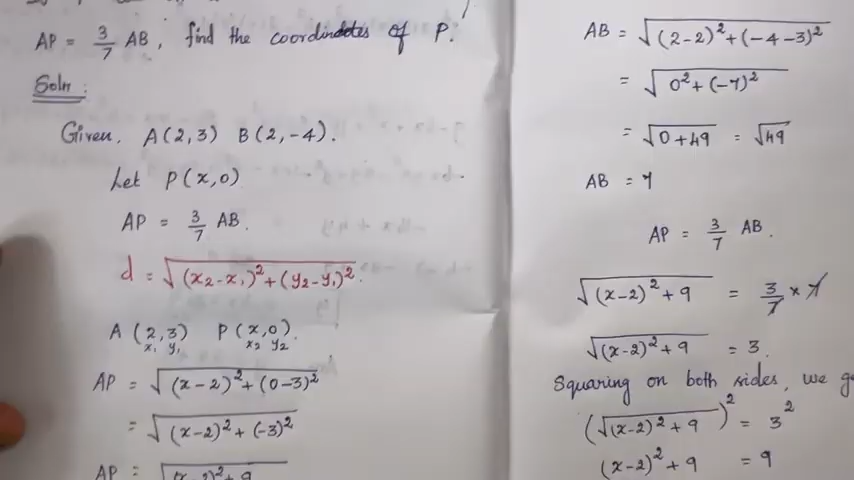 AP = 3/7 AB, find the coordinates of P.
Soln:
Given. A(2,3) B(2,-4).
Let P(x,0)
AP = 3/7 AB.
d = √((x₂-x₁)²+(y₂-y₁)²).
A (2,3) P(x,0).
x₁ y₁ x₂ y₂
AP = √((x-2)²+(0-3)²
= √((x-2)²+(-3)²
AP = √((x-2)²+9
AB = √((2-2)²+(-4-3)²
= √(0²+(-7)²
= √(0+49) = √49
AB = 7
AP = 3/7 AB.
√((x-2)²+9) = 3/7 × 7
√((x-2)²+9) = 3.
Squaring on both sides, we
(√((x-2)²+9))² = 3²
(x-2)²+9 = 9